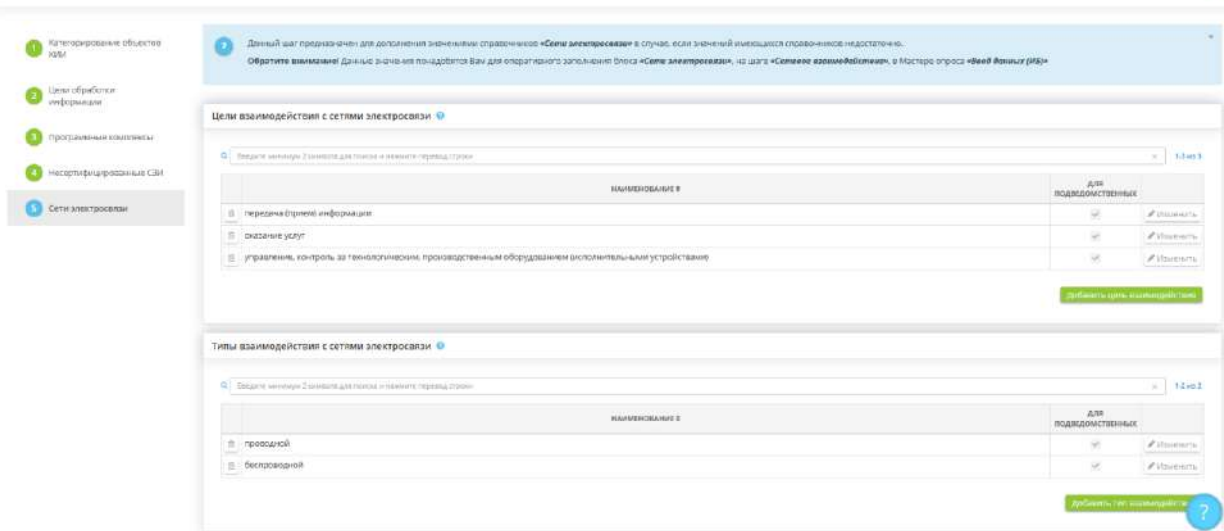 1 Категорирование объектов
КИИ
2 Цели обработки
информации
3 Программные комплексы
4 Несертифицированные СЗИ
5 Сети электросвязи
Данный шаг предназначен для дополнения значениями справочников «Сети электросвязи» в случае, если значений имеющихся справочников недостаточно.
Обратите внимание! Данные значения понадобятся Вам для оперативного заполнения блока «Сети электросвязи», на шаге «Сетевое взаимодействие», в Мастере опроса «Ввод данных (ИБ)»
Цели взаимодействия с сетями электросвязи ?
Введите минимум 2 символа для поиска и нажмите перевод строки × 1-3 из 3
НАИМЕНОВАНИЕ ДЛЯ ПОДВЕДОМСТВЕННЫХ
передача (прием) информации Изменить
оказание услуг Изменить
управление, контроль за технологическим, производственным оборудованием (исполнительными устройствами) Изменить
Добавить цель взаимодействия
Типы взаимодействия с сетями электросвязи ?
Введите минимум 2 символа для поиска и нажмите перевод строки × 1-2 из 2
НАИМЕНОВАНИЕ ДЛЯ ПОДВЕДОМСТВЕННЫХ
проводной Изменить
беспроводной Изменить
Добавить тип
?